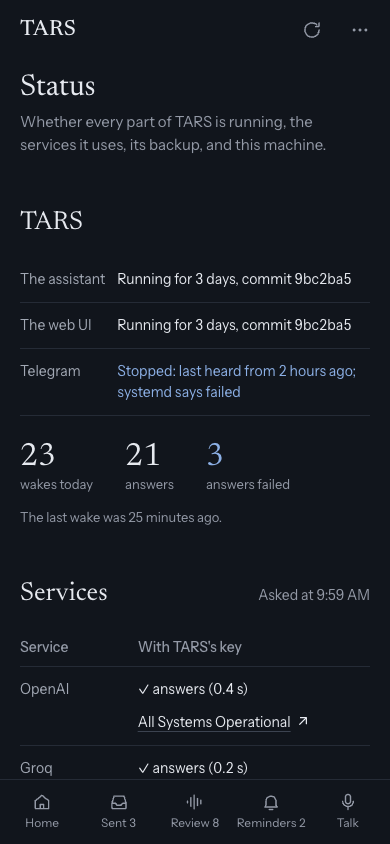 TARS
Status
Whether every part of TARS is running, the
services it uses, its backup, and this machine.
TARS
The assistant Running for 3 days, commit 9bc2ba5
The web UI Running for 3 days, commit 9bc2ba5
Telegram Stopped: last heard from 2 hours ago;
systemd says failed
23 21 3
wakes today answers answers failed
The last wake was 25 minutes ago.
Services Asked at 9:59 AM
Service With TARS's key
OpenAI ✓ answers (0.4 s)
All Systems Operational ↗
Groq ✓ answers (0.2 s)
Home Sent 3 Review 8 Reminders 2 Talk